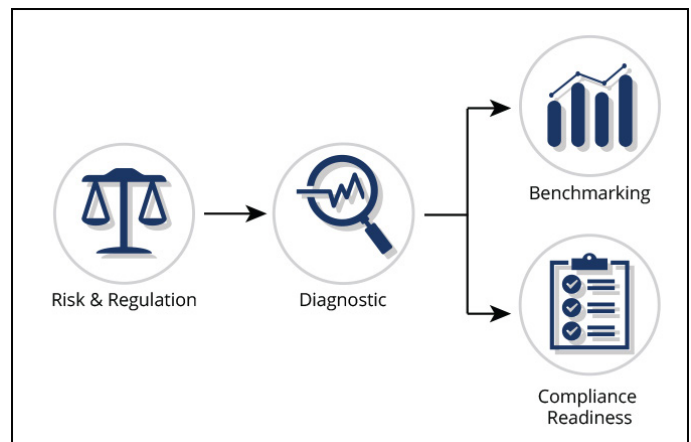 Risk & Regulation
Diagnostic
Benchmarking
Compliance
Readiness